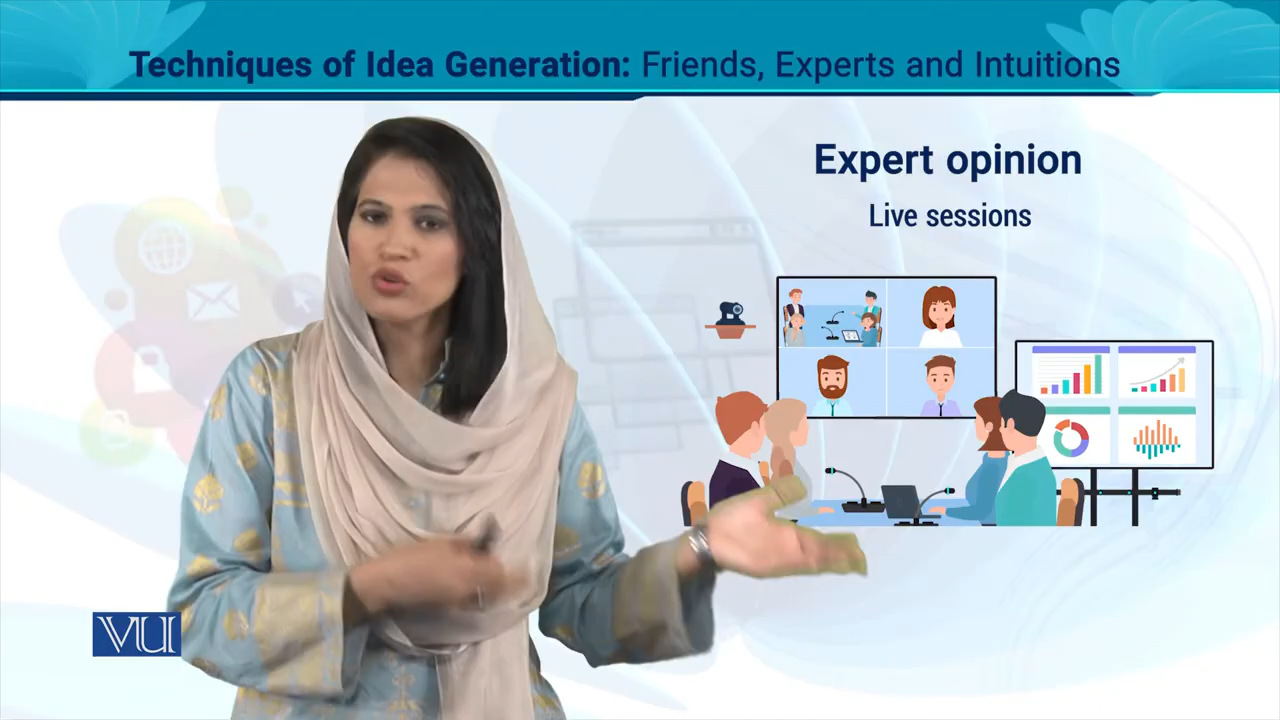 Techniques of Idea Generation: Friends, Experts and Intuitions
Expert opinion
Live sessions
VU